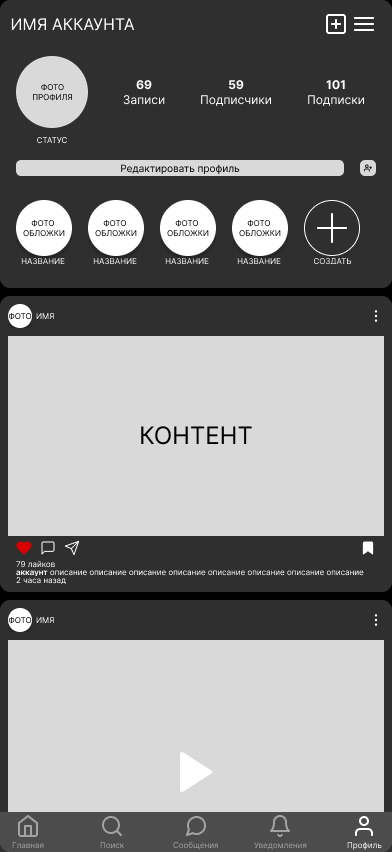 ИМЯ АККАУНТА
ФОТО
ПРОФИЛЯ
СТАТУС
69
Записи
59
Подписчики
101
Подписки
Редактировать профиль
ФОТО
ОБЛОЖКИ
НАЗВАНИЕ
ФОТО
ОБЛОЖКИ
НАЗВАНИЕ
ФОТО
ОБЛОЖКИ
НАЗВАНИЕ
ФОТО
ОБЛОЖКИ
НАЗВАНИЕ
СОЗДАТЬ
ФОТО ИМЯ
КОНТЕНТ
79 лайков
аккаунт описание описание описание описание описание описание описание описание
2 часа назад
ФОТО ИМЯ
Главная
Поиск
Сообщения
Уведомления
Профиль